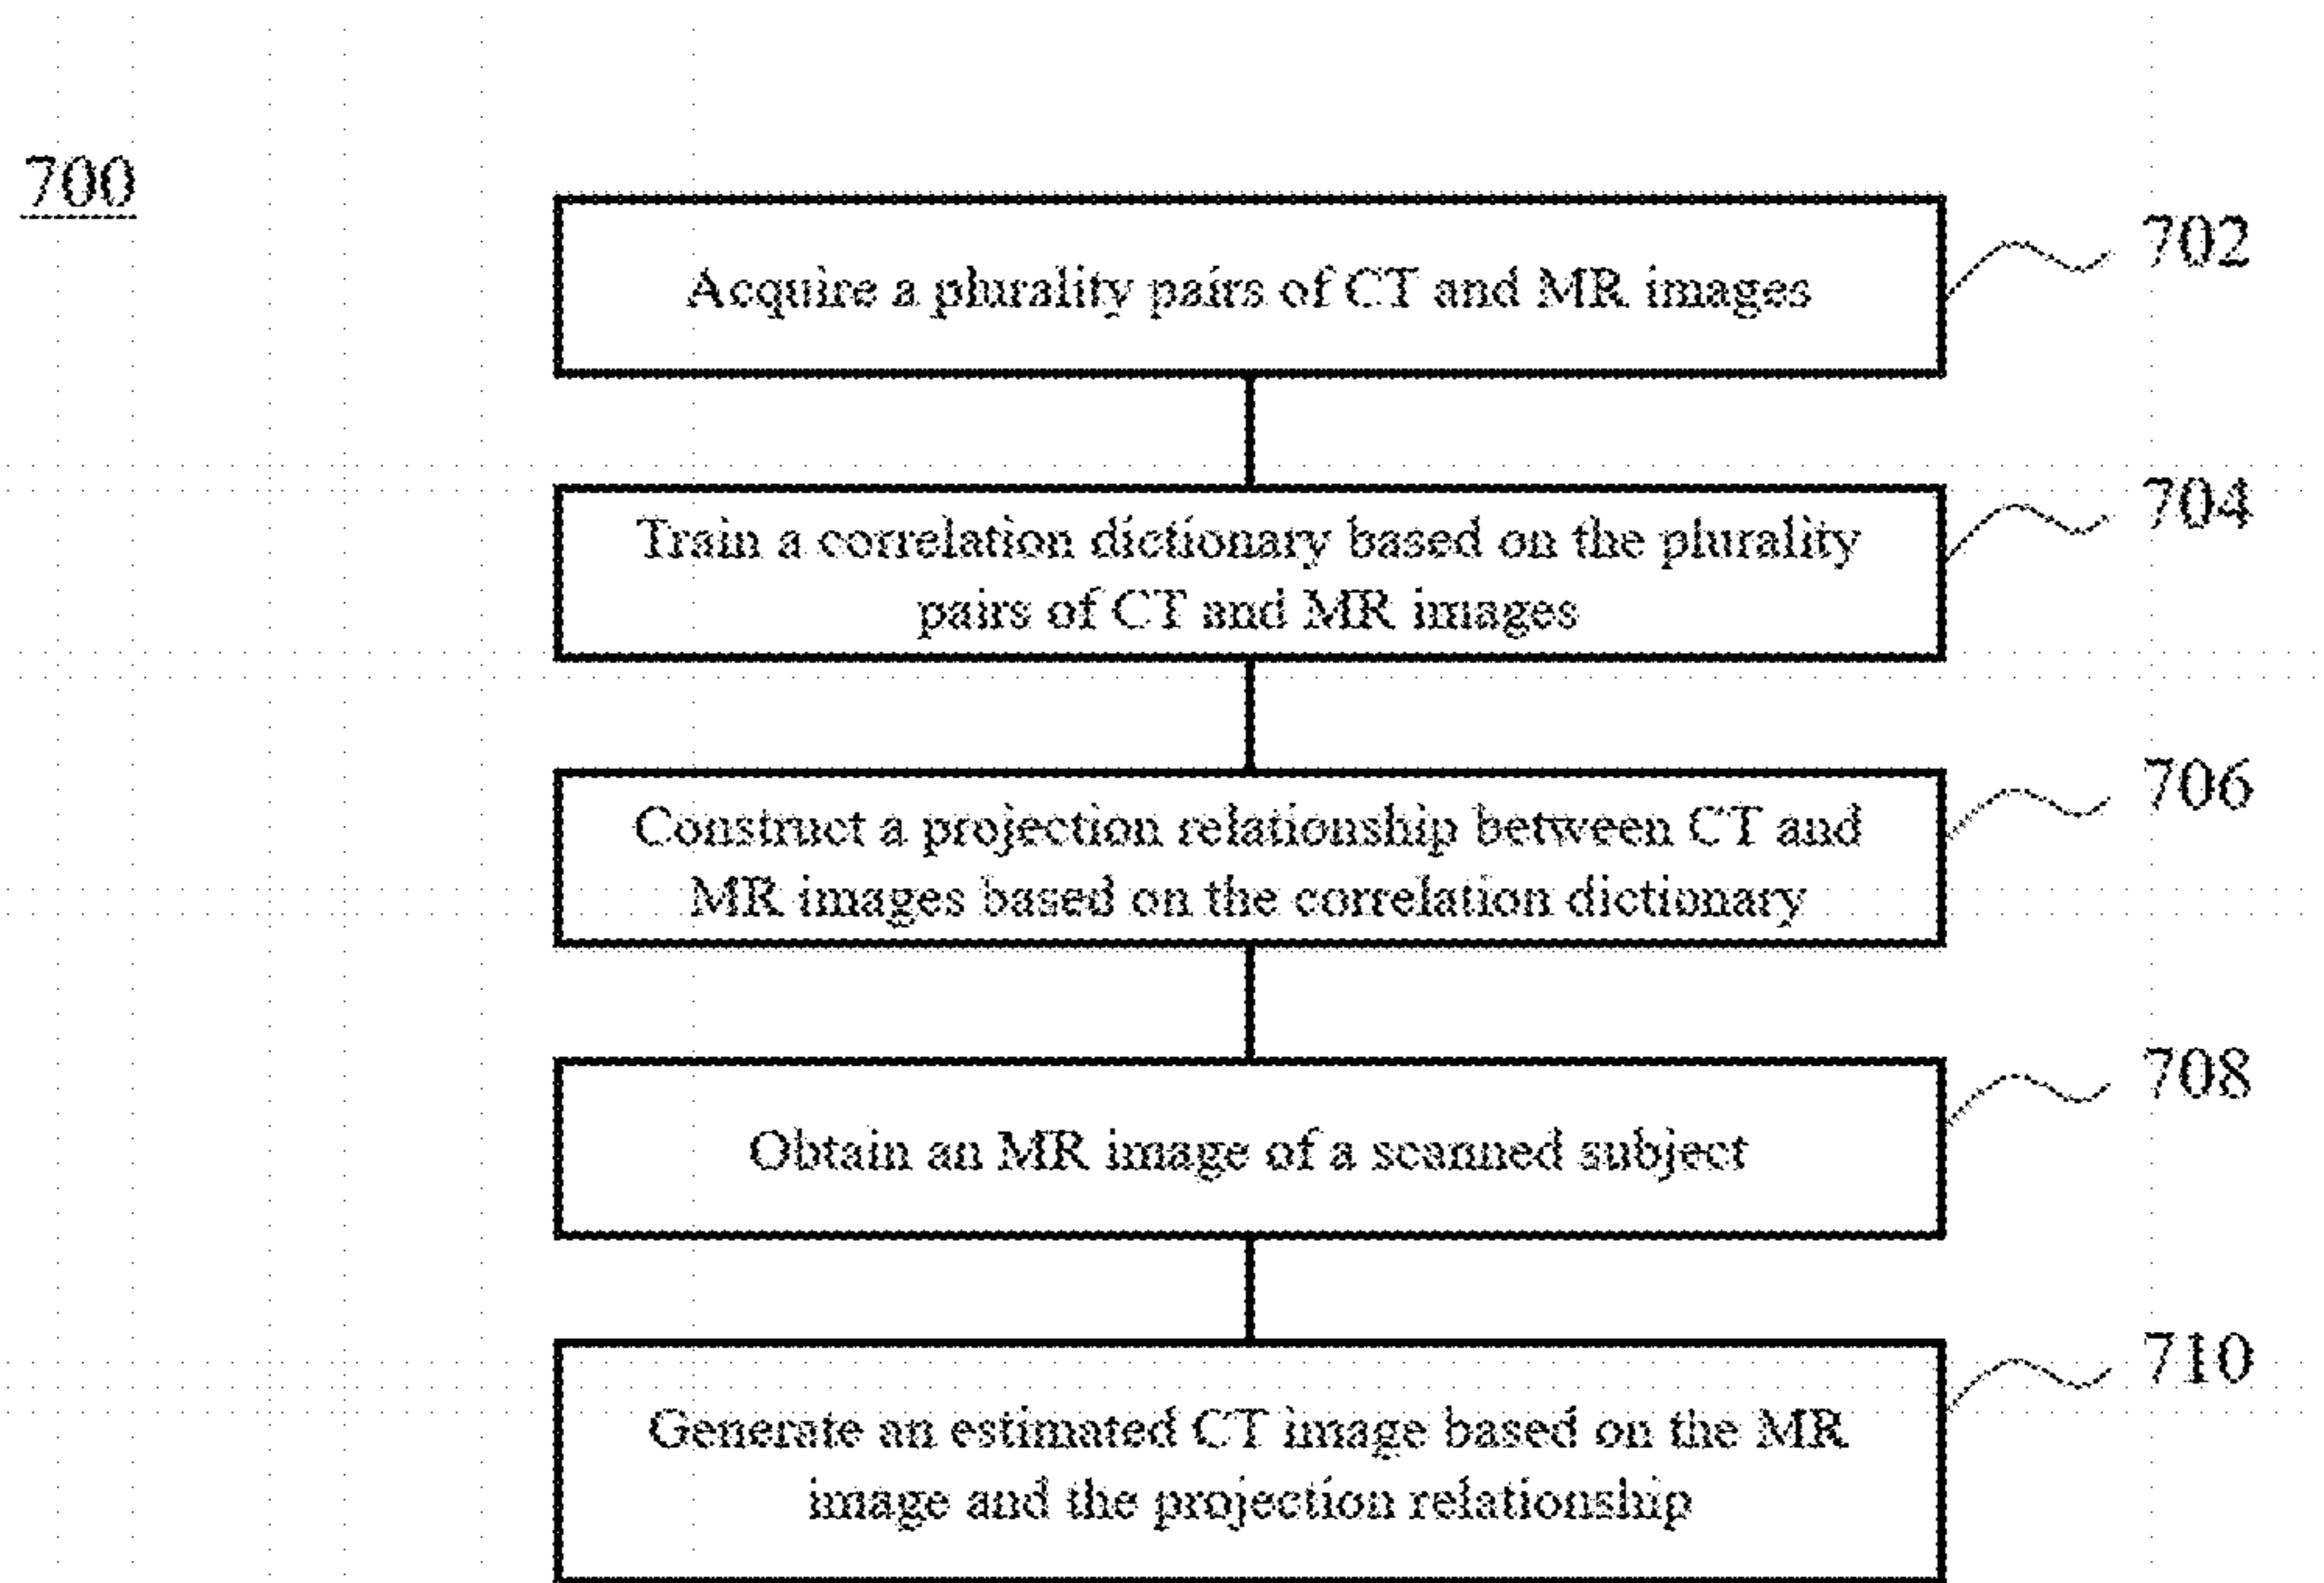 700
Acquire a plurality pairs of CT and MR images
702
Train a correlation dictionary based on the plurality
pairs of CT and MR images
704
Construct a projection relationship between CT and
MR images based on the correlation dictionary
706
Obtain an MR image of a scanned subject
708
Generate an estimated CT image based on the MR
image and the projection relationship
710